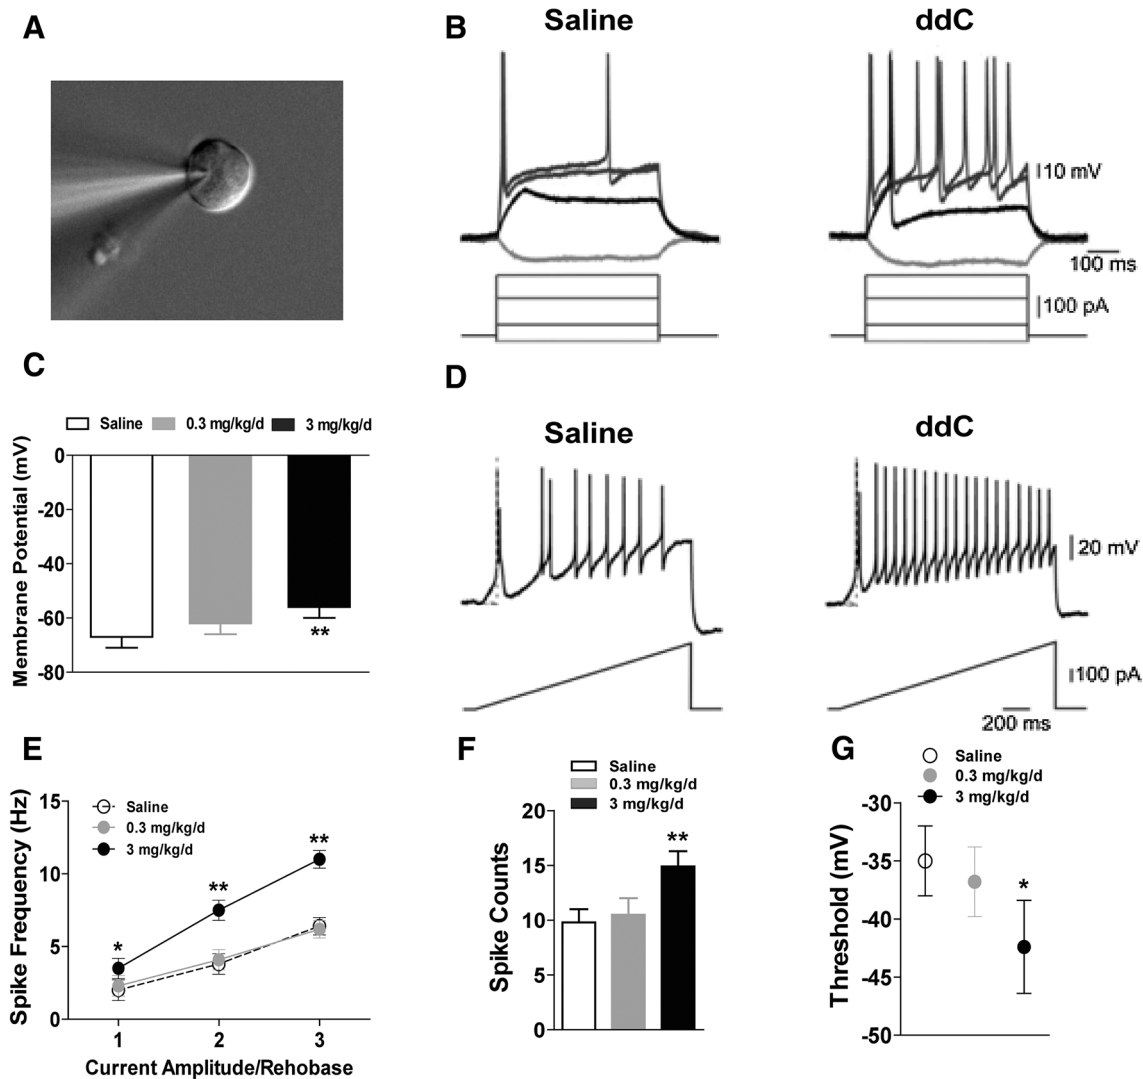 A
B
Saline
ddC
10 mV
100 ms
100 pA
C
Saline
0.3 mg/kg/d
3 mg/kg/d
Membrane Potential (mV)
0
-20
-40
-60
-80
**
D
Saline
ddC
20 mV
100 pA
200 ms
E
Saline
0.3 mg/kg/d
3 mg/kg/d
Spike Frequency (Hz)
15
10
5
0
*
**
**
1
2
3
Current Amplitude/Rehobase
F
Saline
0.3 mg/kg/d
3 mg/kg/d
Spike Counts
20
15
10
5
0
**
G
Saline
0.3 mg/kg/d
3 mg/kg/d
Threshold (mV)
-30
-35
-40
-45
-50
*